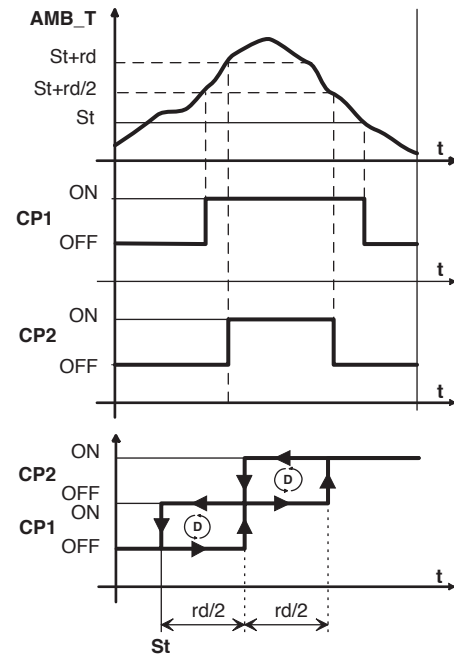 AMB_T
St+rd
St+rd/2
St
t
ON
CP1
OFF
t
CP2
ON
OFF
t
ON
CP2
OFF
ON
CP1
OFF
D
D
t
rd/2
rd/2
St